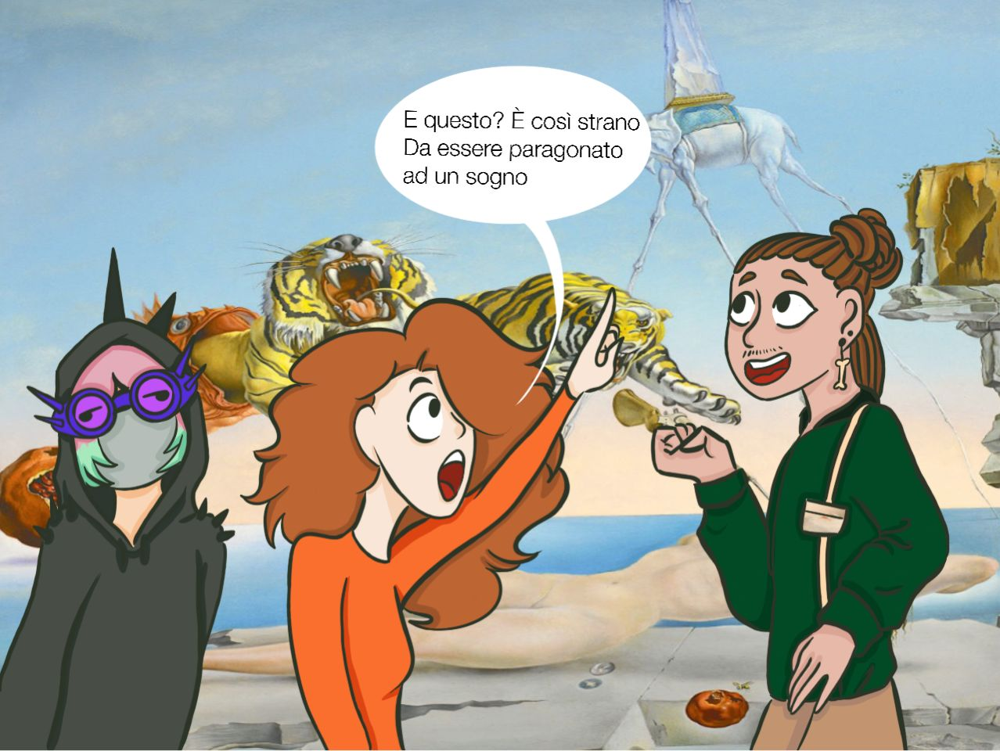 E questo? È così strano
Da essere paragonato
ad un sogno